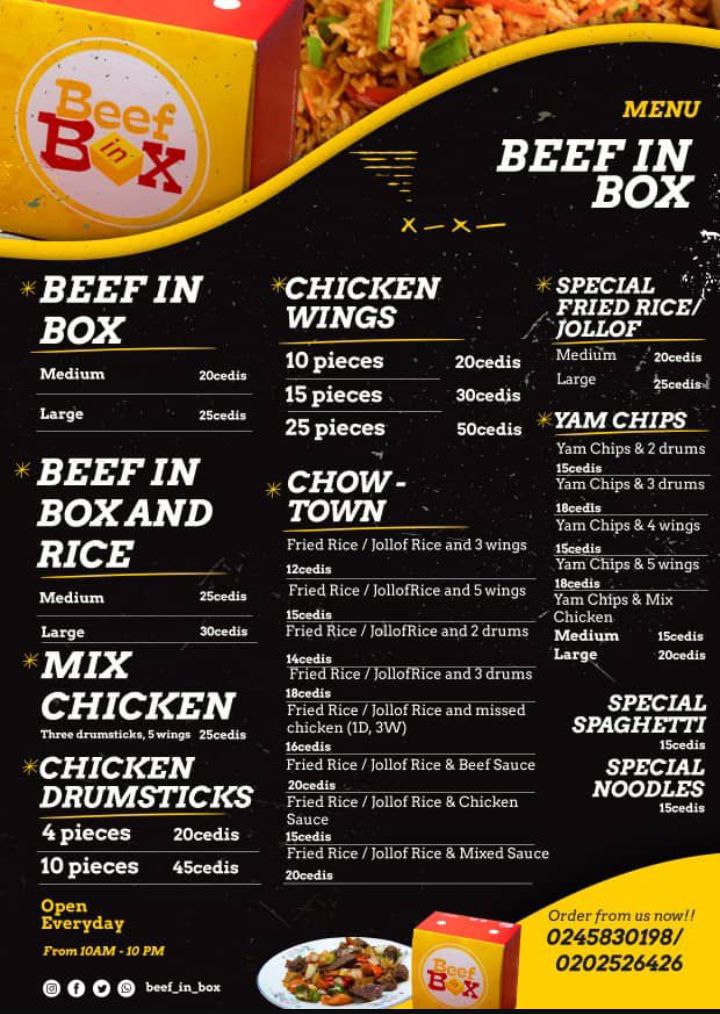 Beef
in
BOX
MENU
BEEF IN
BOX
BEEF IN
BOX
Medium 20cedis
Large 25cedis
BEEF IN
BOX AND
RICE
Medium 25cedis
Large 30cedis
MIX
CHICKEN
Three drumsticks, 5 wings 25cedis
CHICKEN
DRUMSTICKS
4 pieces 20cedis
10 pieces 45cedis
Open
Everyday
From 10AM - 10 PM
beef_in_box
CHICKEN
WINGS
10 pieces 20cedis
15 pieces 30cedis
25 pieces 50cedis
CHOW -
TOWN
Fried Rice / Jollof Rice and 3 wings
12cedis
Fried Rice / JollofRice and 5 wings
15cedis
Fried Rice / JollofRice and 2 drums
14cedis
Fried Rice / JollofRice and 3 drums
18cedis
Fried Rice / Jollof Rice and missed
chicken (1D, 3W)
16cedis
Fried Rice / Jollof Rice & Beef Sauce
20cedis
Fried Rice / Jollof Rice & Chicken
Sauce
15cedis
Fried Rice / Jollof Rice & Mixed Sauce
20cedis
SPECIAL
FRIED RICE/
JOLLOF
Medium 20cedis
Large 25cedis
YAM CHIPS
Yam Chips & 2 drums
15cedis
Yam Chips & 3 drums
18cedis
Yam Chips & 4 wings
15cedis
Yam Chips & 5 wings
18cedis
Yam Chips & Mix
Chicken
Medium 15cedis
Large 20cedis
SPECIAL
SPAGHETTI
15cedis
SPECIAL
NOODLES
15cedis
Order from us now!!
0245830198/
0202526426
Beef
BOX